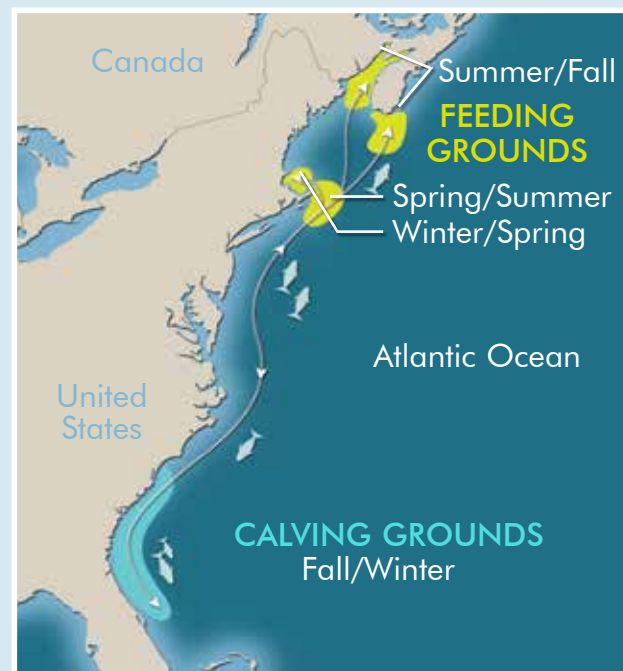 Canada
Summer/Fall
FEEDING
GROUNDS
Spring/Summer
Winter/Spring
Atlantic Ocean
United
States
CALVING GROUNDS
Fall/Winter